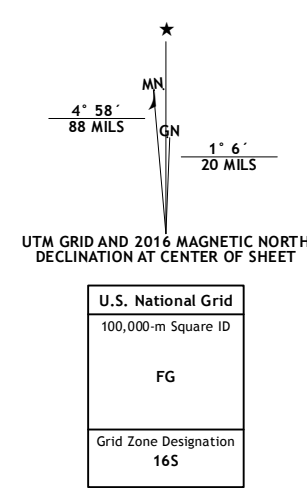 ★
MN
4° 58´
88 MILS
GN
1° 6´
20 MILS
UTM GRID AND 2016 MAGNETIC NORTH
DECLINATION AT CENTER OF SHEET
U.S. National Grid
100,000-m Square ID
FG
Grid Zone Designation
16S